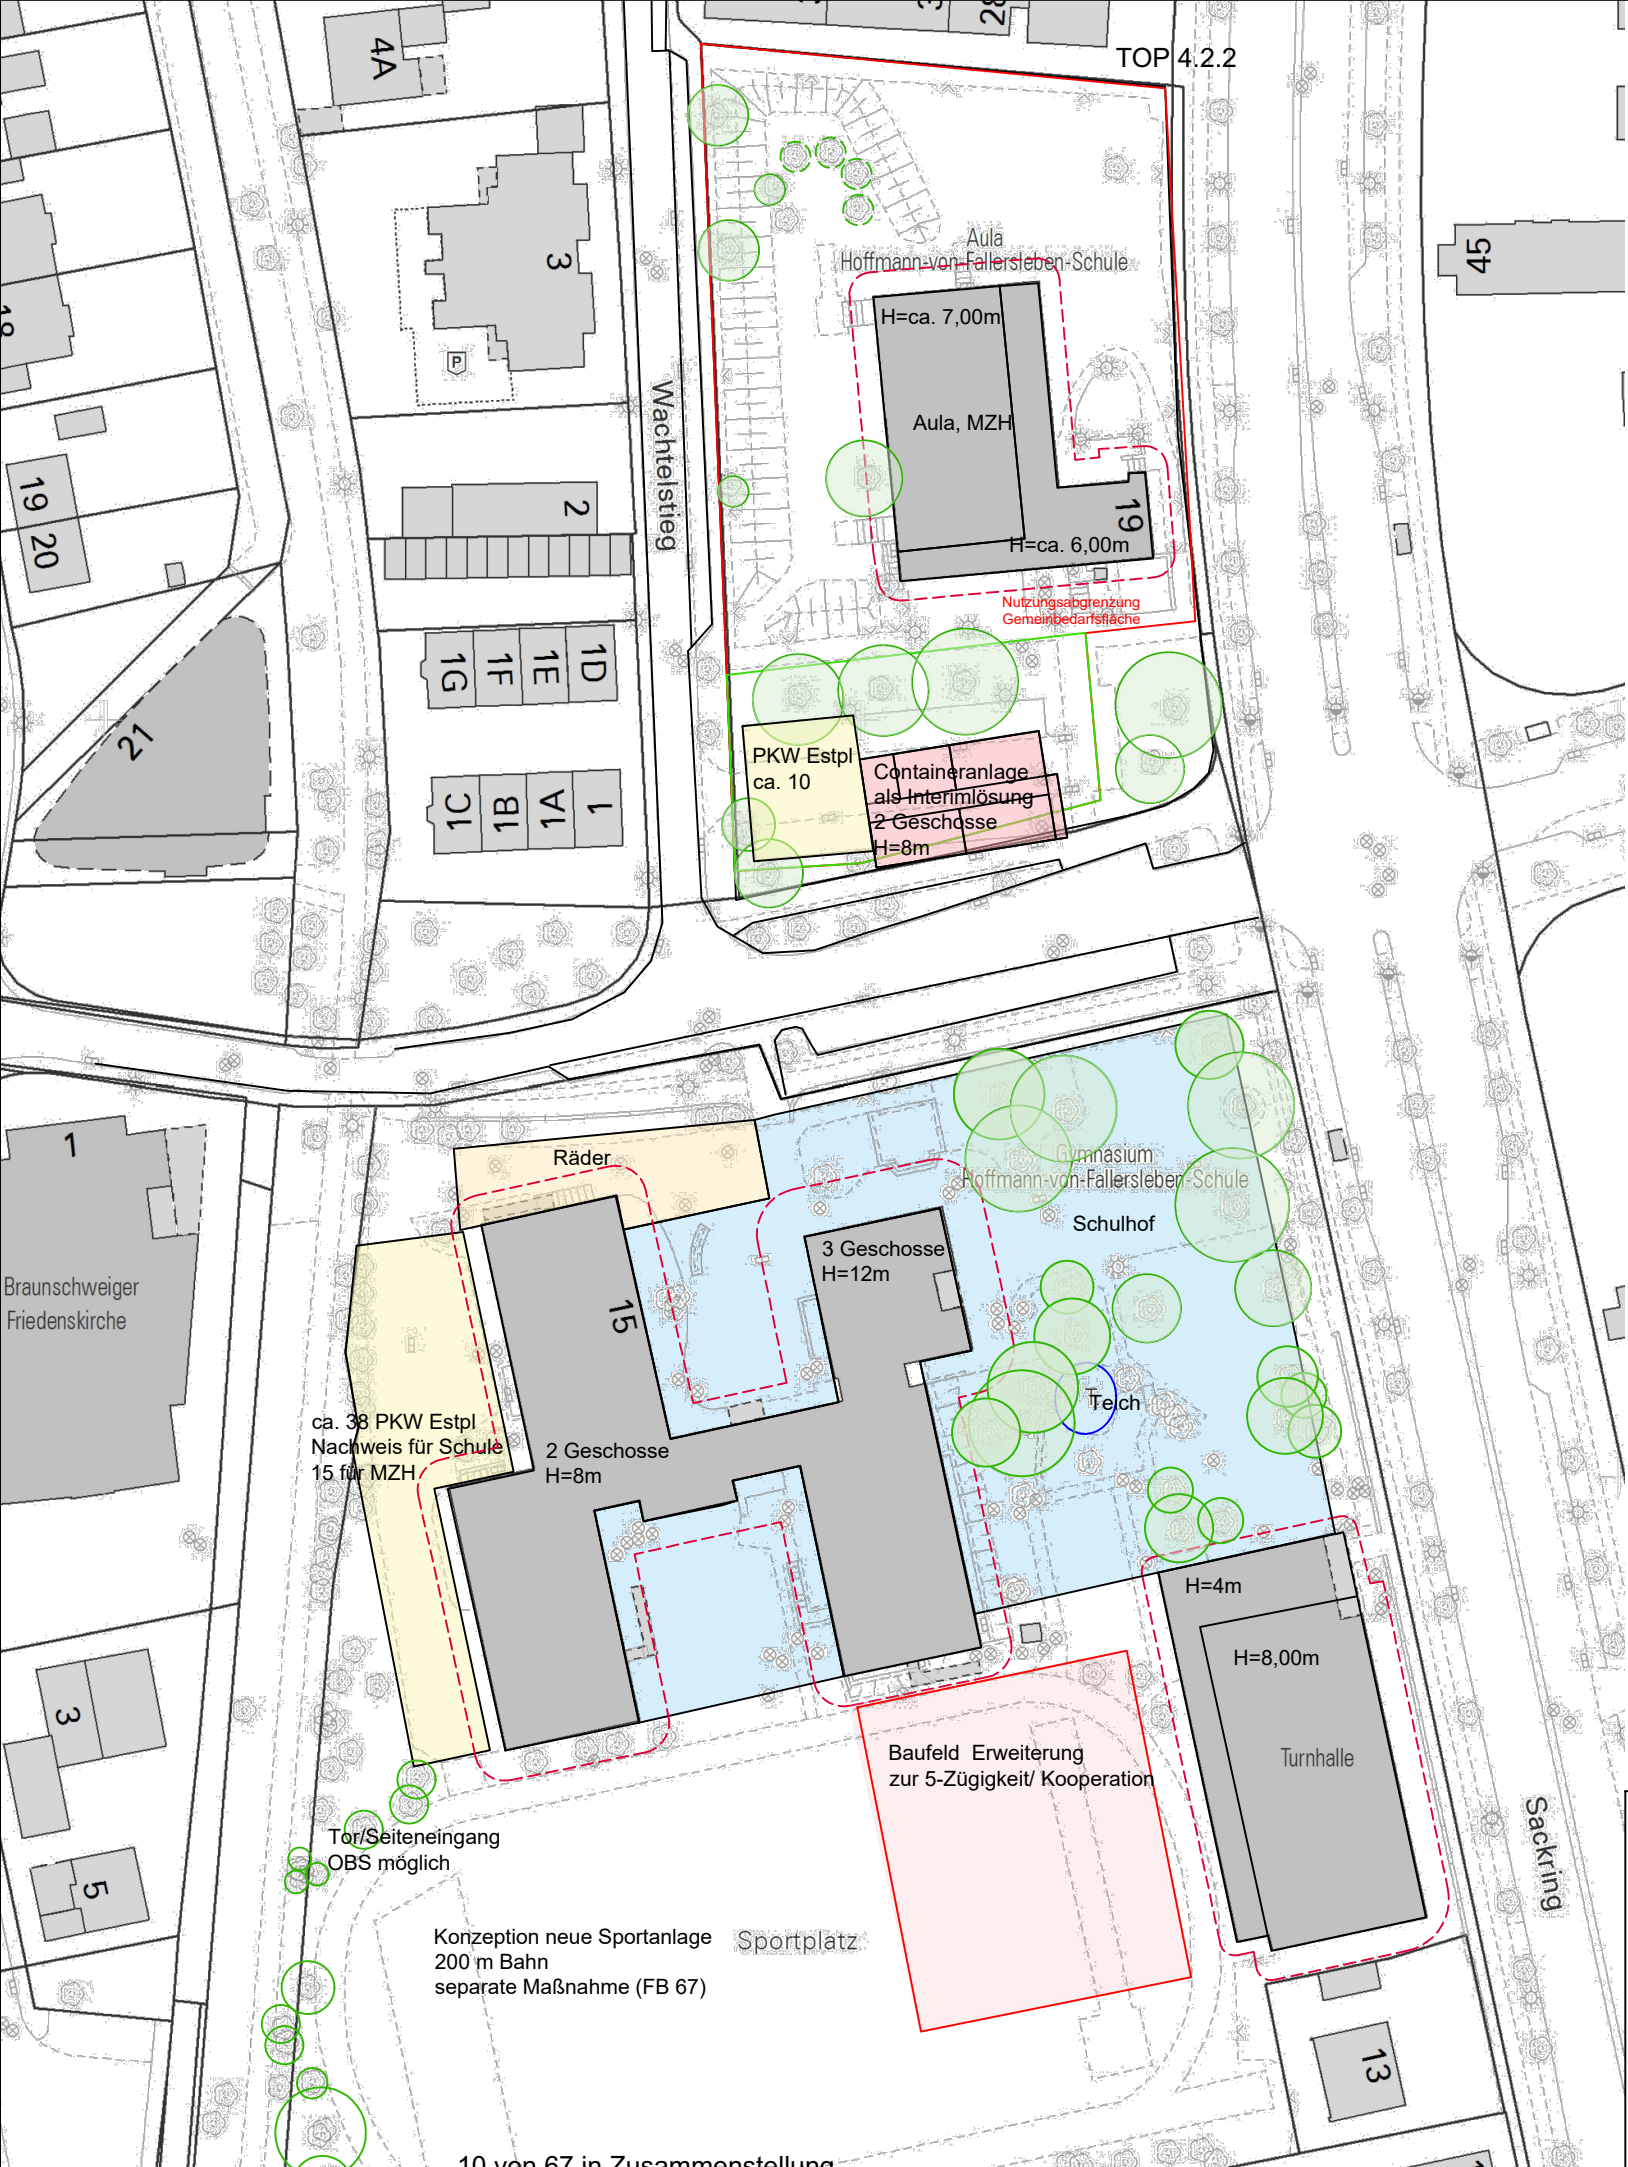 4A
28
TOP 4.2.2
3
P
Aula
Hoffmann-von-Fallersleben-Schule
45
H=ca. 7,00m
18
Wachtelstieg
Aula, MZH
19
20
2
19
H=ca. 6,00m
Nutzungsabgrenzung
Gemeinbedarfsfläche
1G
1F
1E
1D
21
PKW Estpl
ca. 10
Containeranlage
als Interimlösung
2 Geschosse
H=8m
1C
1B
1A
1
1
Räder
Gymnasium
Hoffmann-von-Fallersleben-Schule
Schulhof
3 Geschosse
H=12m
Braunschweiger
Friedenskirche
15
Teich
ca. 38 PKW Estpl
Nachweis für Schule
15 für MZH
2 Geschosse
H=8m
H=4m
H=8,00m
3
Baufeld Erweiterung
zur 5-Zügigkeit/ Kooperation
Turnhalle
Tor/Seiteneingang
OBS möglich
Sackring
5
Konzeption neue Sportanlage
200 m Bahn
separate Maßnahme (FB 67)
Sportplatz
13
10 von 67 in Zusammenstellung